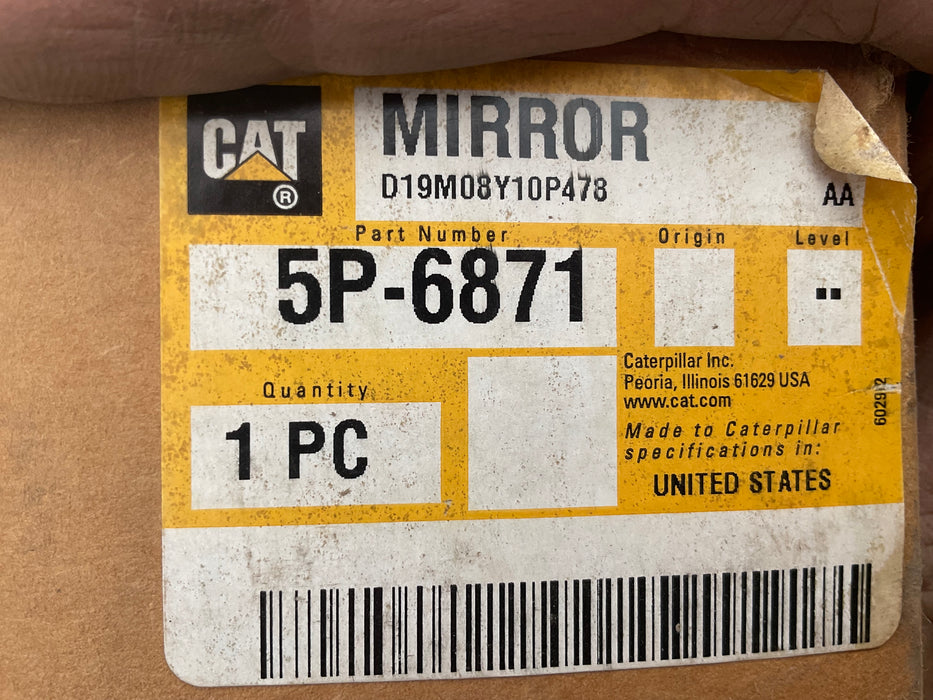 CAT
®
MIRROR
D19M08Y10P478
AA
Part Number
Origin
Level
5P-6871
--
Quantity
1 PC
Caterpillar Inc.
Peoria, Illinois 61629 USA
www.cat.com
Made to Caterpillar
specifications in:
UNITED STATES